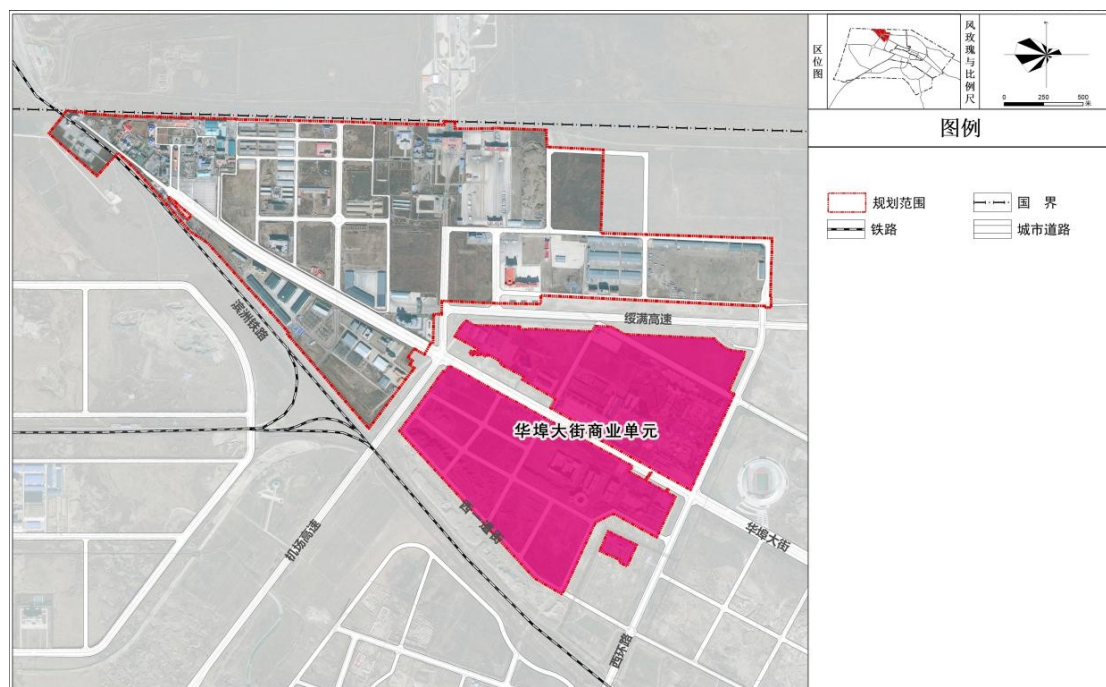 区位图
风玫瑰与比例尺
0 250 500 米
图例
规划范围
国 界
铁路
城市道路
滨洲铁路
绥满高速
华埠大街商业单元
西一道街
机场高速
华埠大街
西环路